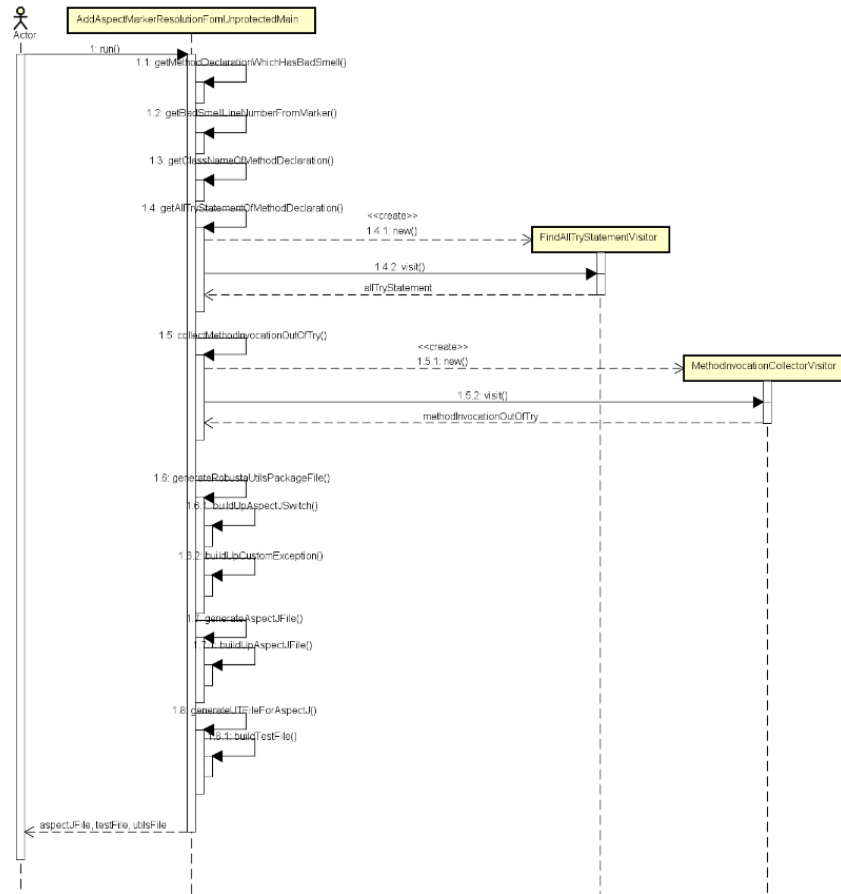 AddAspectMarkerResolutionFornUnprotectedMain
Actor
1: run()
1.1: getMethodDeclarationWhichHasBadSmell()
1.2: getBadSmellLineNumberFromMarker()
1.3: getClassNameOfMethodDeclaration()
1.4: getAllTryStatementOfMethodDeclaration()
<<create>>
1.4.1: new()
FindAllTryStatementVisitor
1.4.2: visit()
allTryStatement
1.5: collectMethodInvocationOutOfTry()
<<create>>
1.5.1: new()
MethodInvocationCollectorVisitor
1.5.2: visit()
methodInvocationOutOfTry
1.6: generateRobustaUtilsPackageFile()
1.6.1: buildUpAspectJSwitch()
1.6.2: buildUpCustomException()
1.7: generateAspectJFile()
1.7.1: buildUpAspectJFile()
1.8: generateUTFileForAspectJ()
1.8.1: buildTestFile()
aspectJFile, testFile, utilsFile